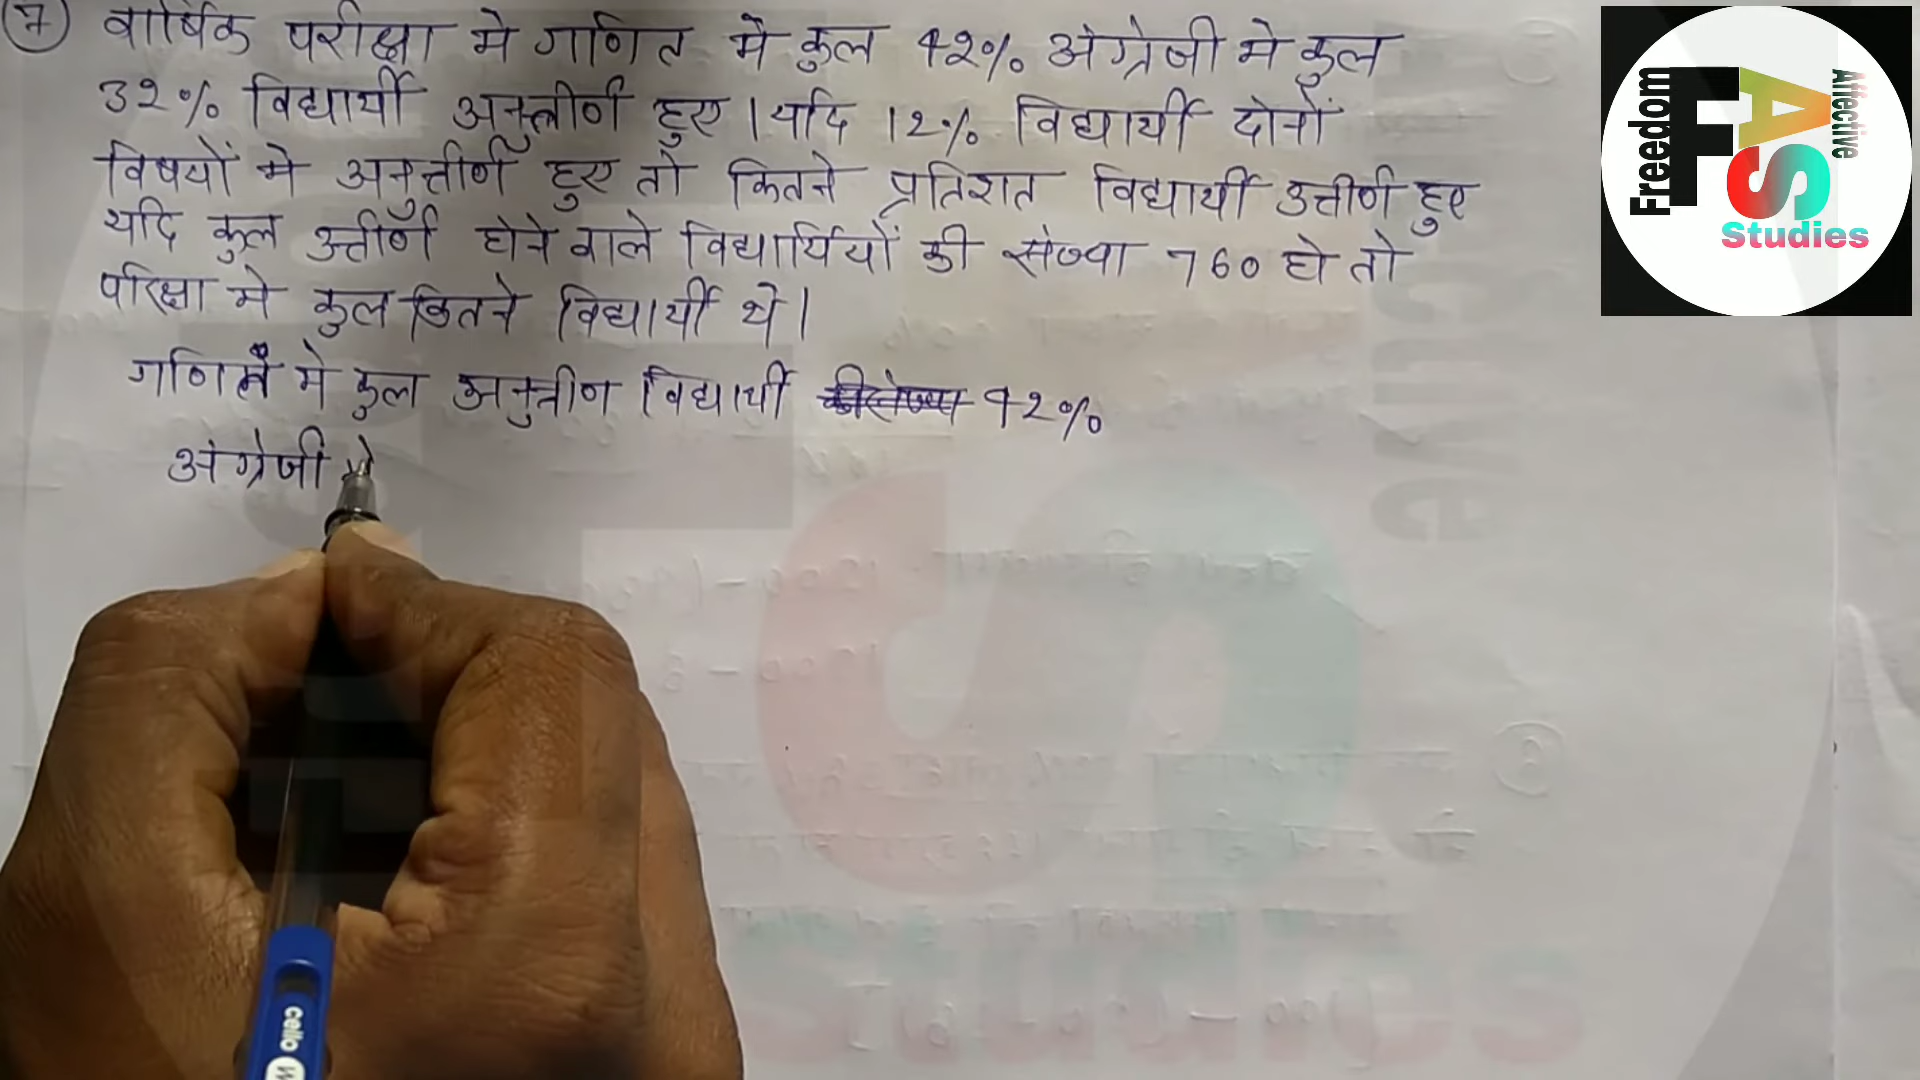 7 वार्षिक परीक्षा मे गणित मे कुल 42% अंग्रेजी मे कुल
32% विद्यार्थी अनुत्तीर्ण हुए । यदि 12% विद्यार्थी दोनों
विषयों मे अनुत्तीर्ण हुए तो कितने प्रतिशत विद्यार्थी उत्तीर्ण हुए
यदि कुल उत्तीर्ण होने वाले विद्यार्थियों की संख्या 760 हो तो
परिक्षा मे कुल कितने विद्यार्थी थे ।
गणित मे कुल अनुत्तीण विद्यार्थी 42%
अंग्रेजी मे
Freedom
FAS
Affective
Studies